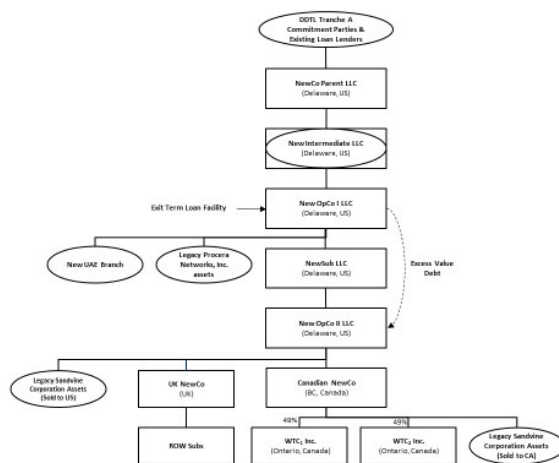 DDTL Tranche A
Commitment Parties &
Existing Loan Lenders
NewCo Parent LLC
(Delaware, US)
New Intermediate LLC
(Delaware, US)
Exit Term Loan Facility
New OpCo I LLC
(Delaware, US)
New UAE Branch
Legacy Procera
Networks, Inc.
assets
NewSub LLC
(Delaware, US)
Excess Value
Debt
New OpCo II LLC
(Delaware, US)
Legacy Sandvine
Corporation Assets
(Sold to US)
UK NewCo
(UK)
Canadian NewCo
(BC, Canada)
49%
49%
ROW Subs
WTC₁ Inc.
(Ontario, Canada)
WTC₂ Inc.
(Ontario, Canada)
Legacy Sandvine
Corporation Assets
(Sold to CA)